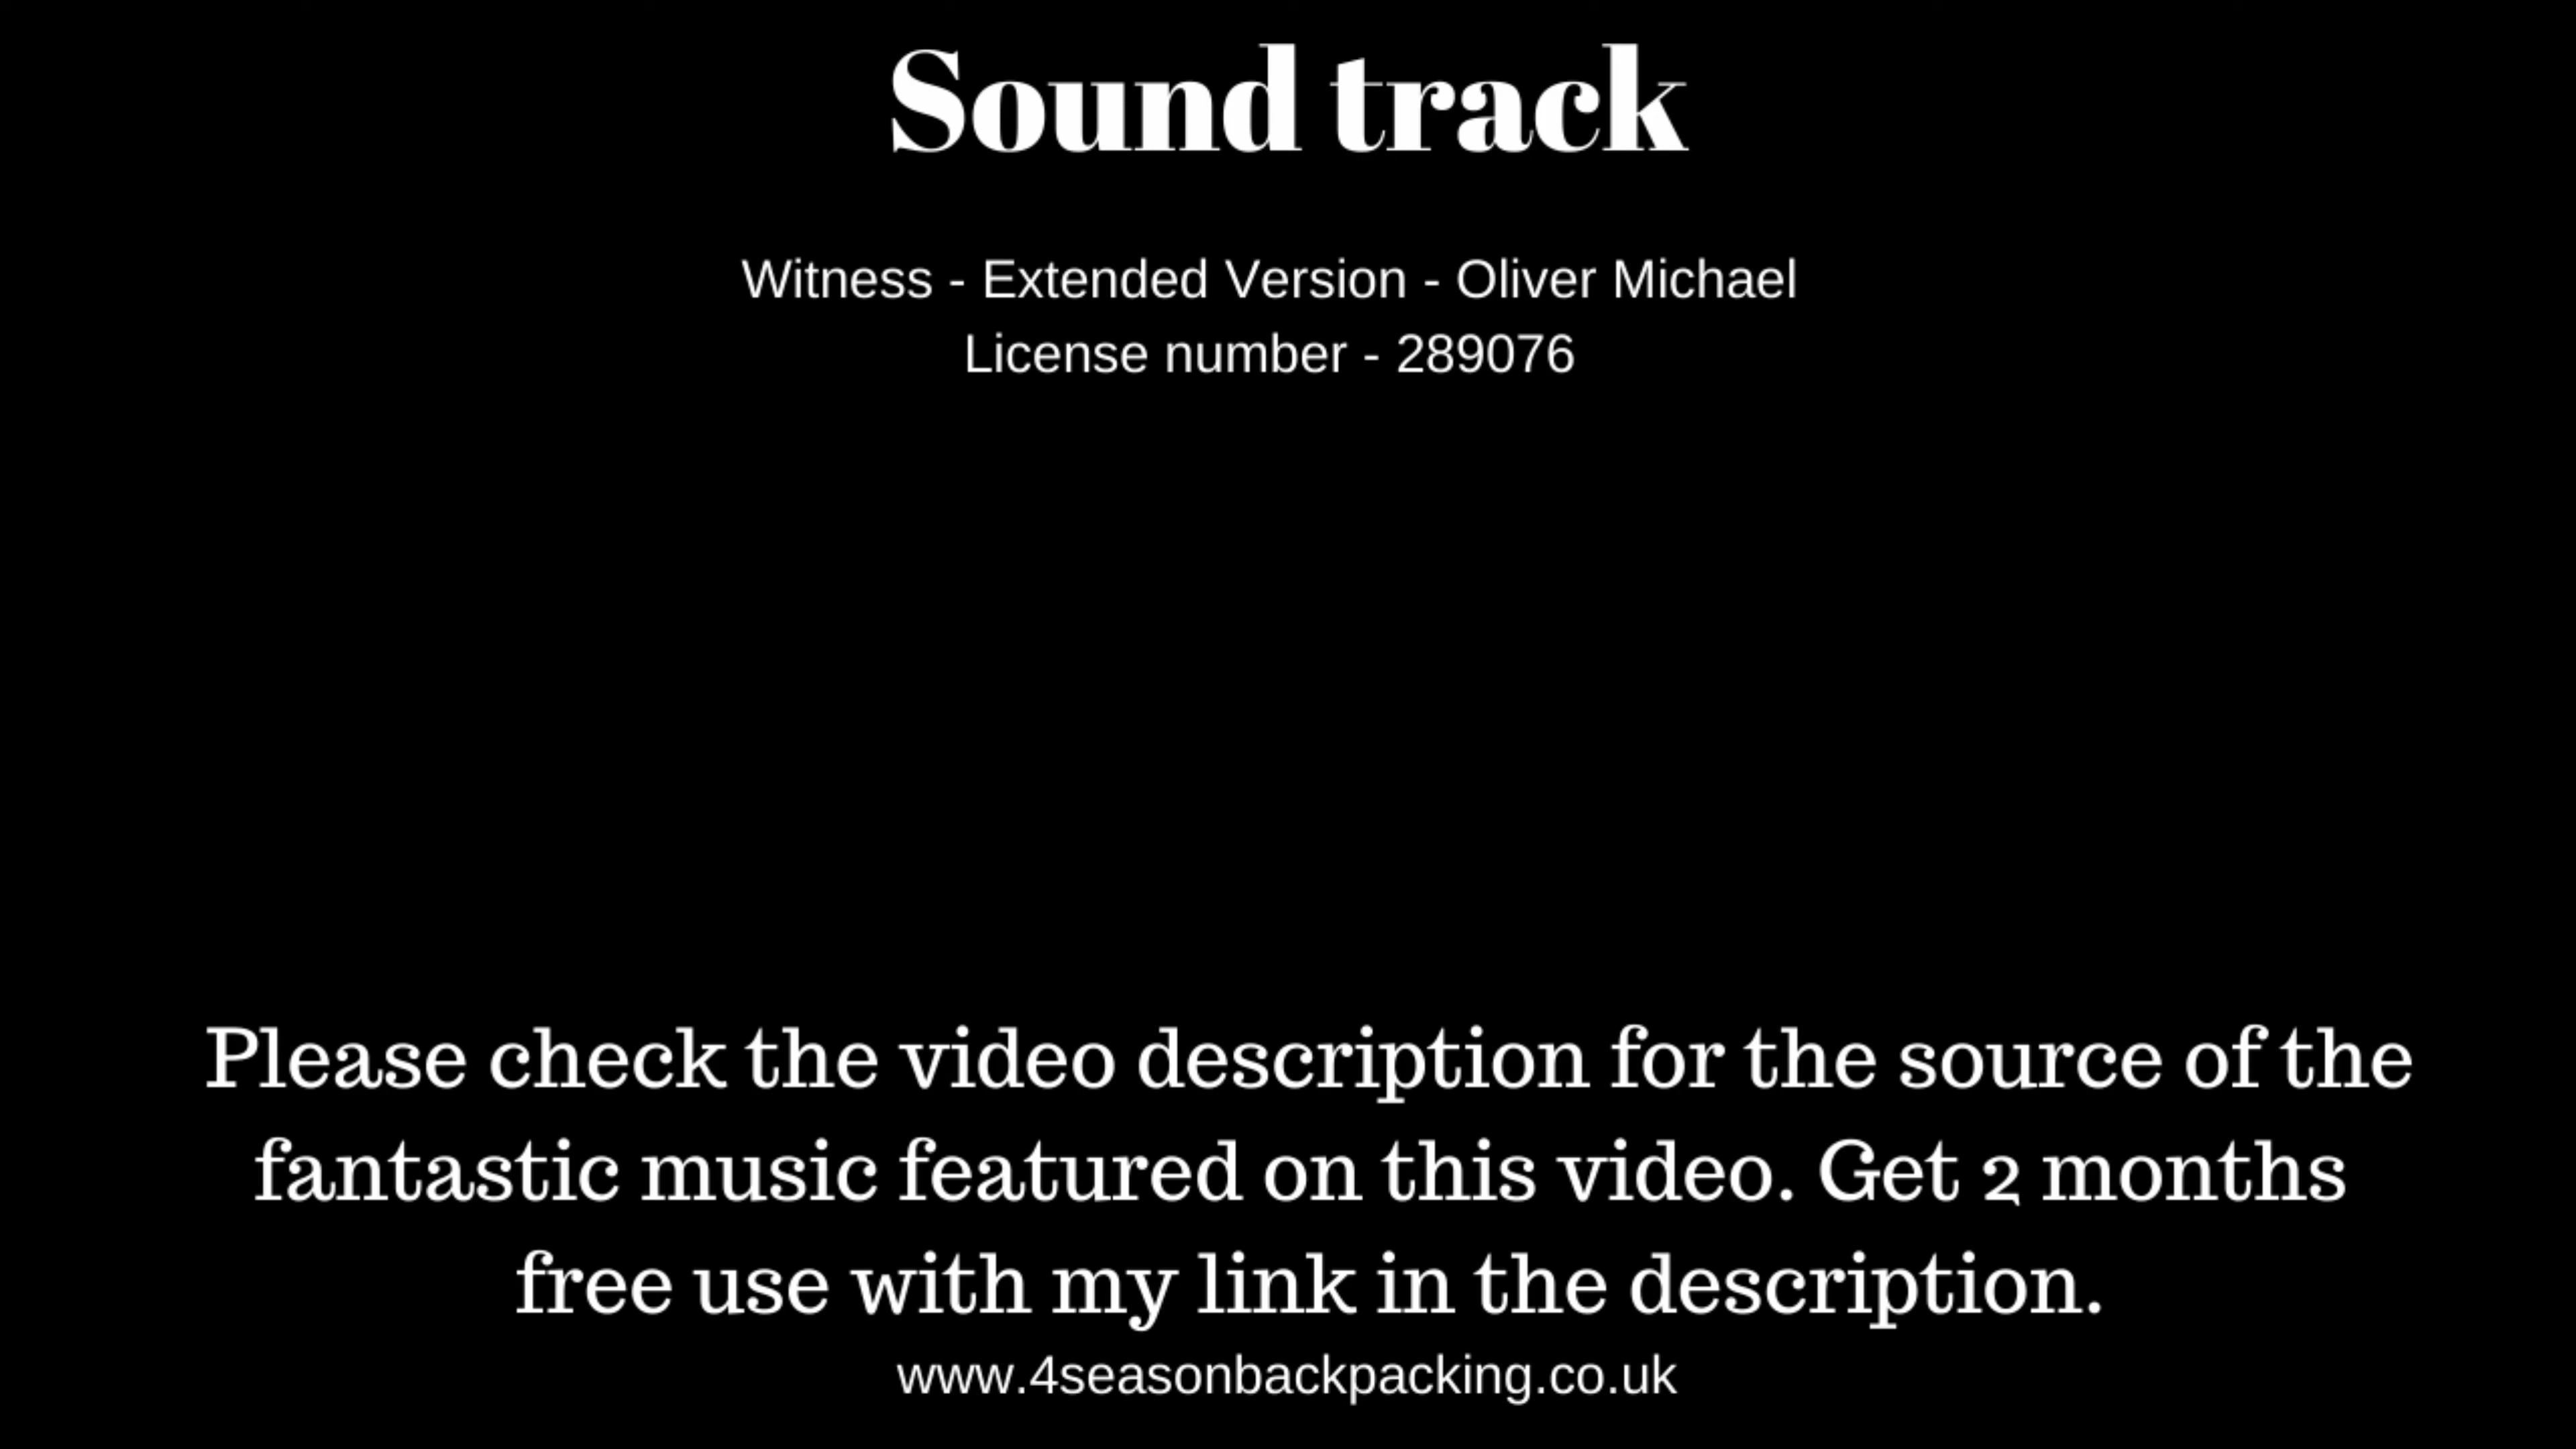 Sound track
Witness - Extended Version - Oliver Michael
License number - 289076
Please check the video description for the source of the
fantastic music featured on this video. Get 2 months
free use with my link in the description.
www.4seasonbackpacking.co.uk